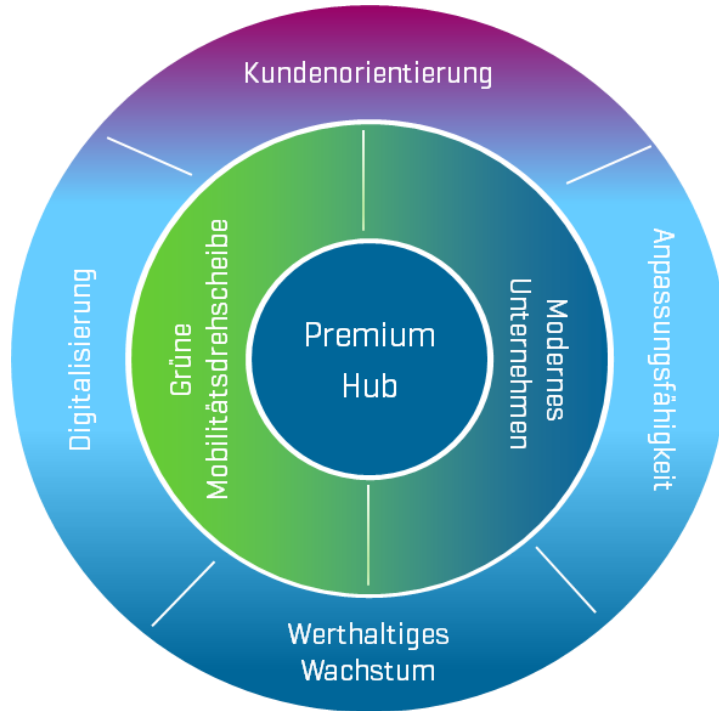 Kundenorientierung
Digitalisierung
Grüne
Mobilitätsdrehscheibe
Premium
Hub
Modernes
Unternehmen
Anpassungsfähigkeit
Werthaltiges
Wachstum